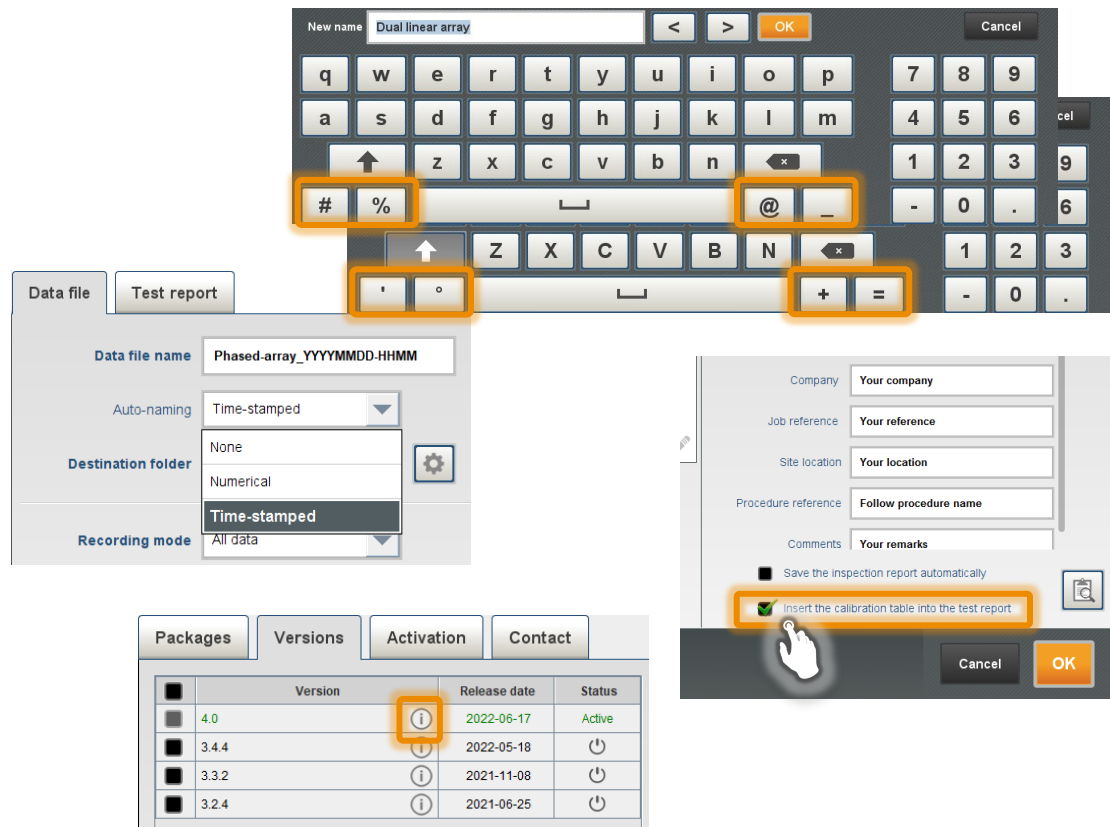 New name Dual linear array < > OK Cancel
q w e r t y u i o p 7 8 9
a s d f g h j k l m 4 5 6 cel
z x c v b n × 1 2 3 9
# % @ _ - 0 . 6
Z X C V B N × 1 2 3
' ° + = - 0 .
Data file Test report
Data file name Phased-array_YYYYMMDD-HHMM
Auto-naming Time-stamped
None
Destination folder
Numerical
Time-stamped
Recording mode All data
Company Your company
Job reference Your reference
Site location Your location
Procedure reference Follow procedure name
Comments Your remarks
Save the inspection report automatically
Insert the calibration table into the test report
Cancel OK
Packages Versions Activation Contact
Version Release date Status
4.0 i 2022-06-17 Active
3.4.4 i 2022-05-18
3.3.2 i 2021-11-08
3.2.4 i 2021-06-25